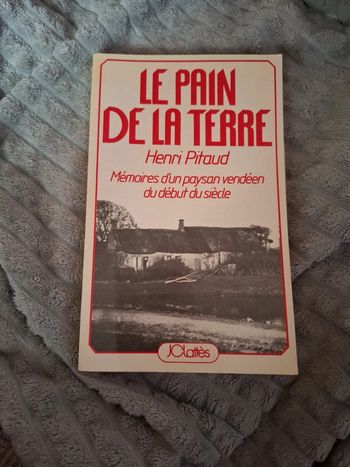 LE PAIN
DE LA TERRE
Henri Pitaud
Mémoires d'un paysan vendéen
du début du siècle
JCLattès